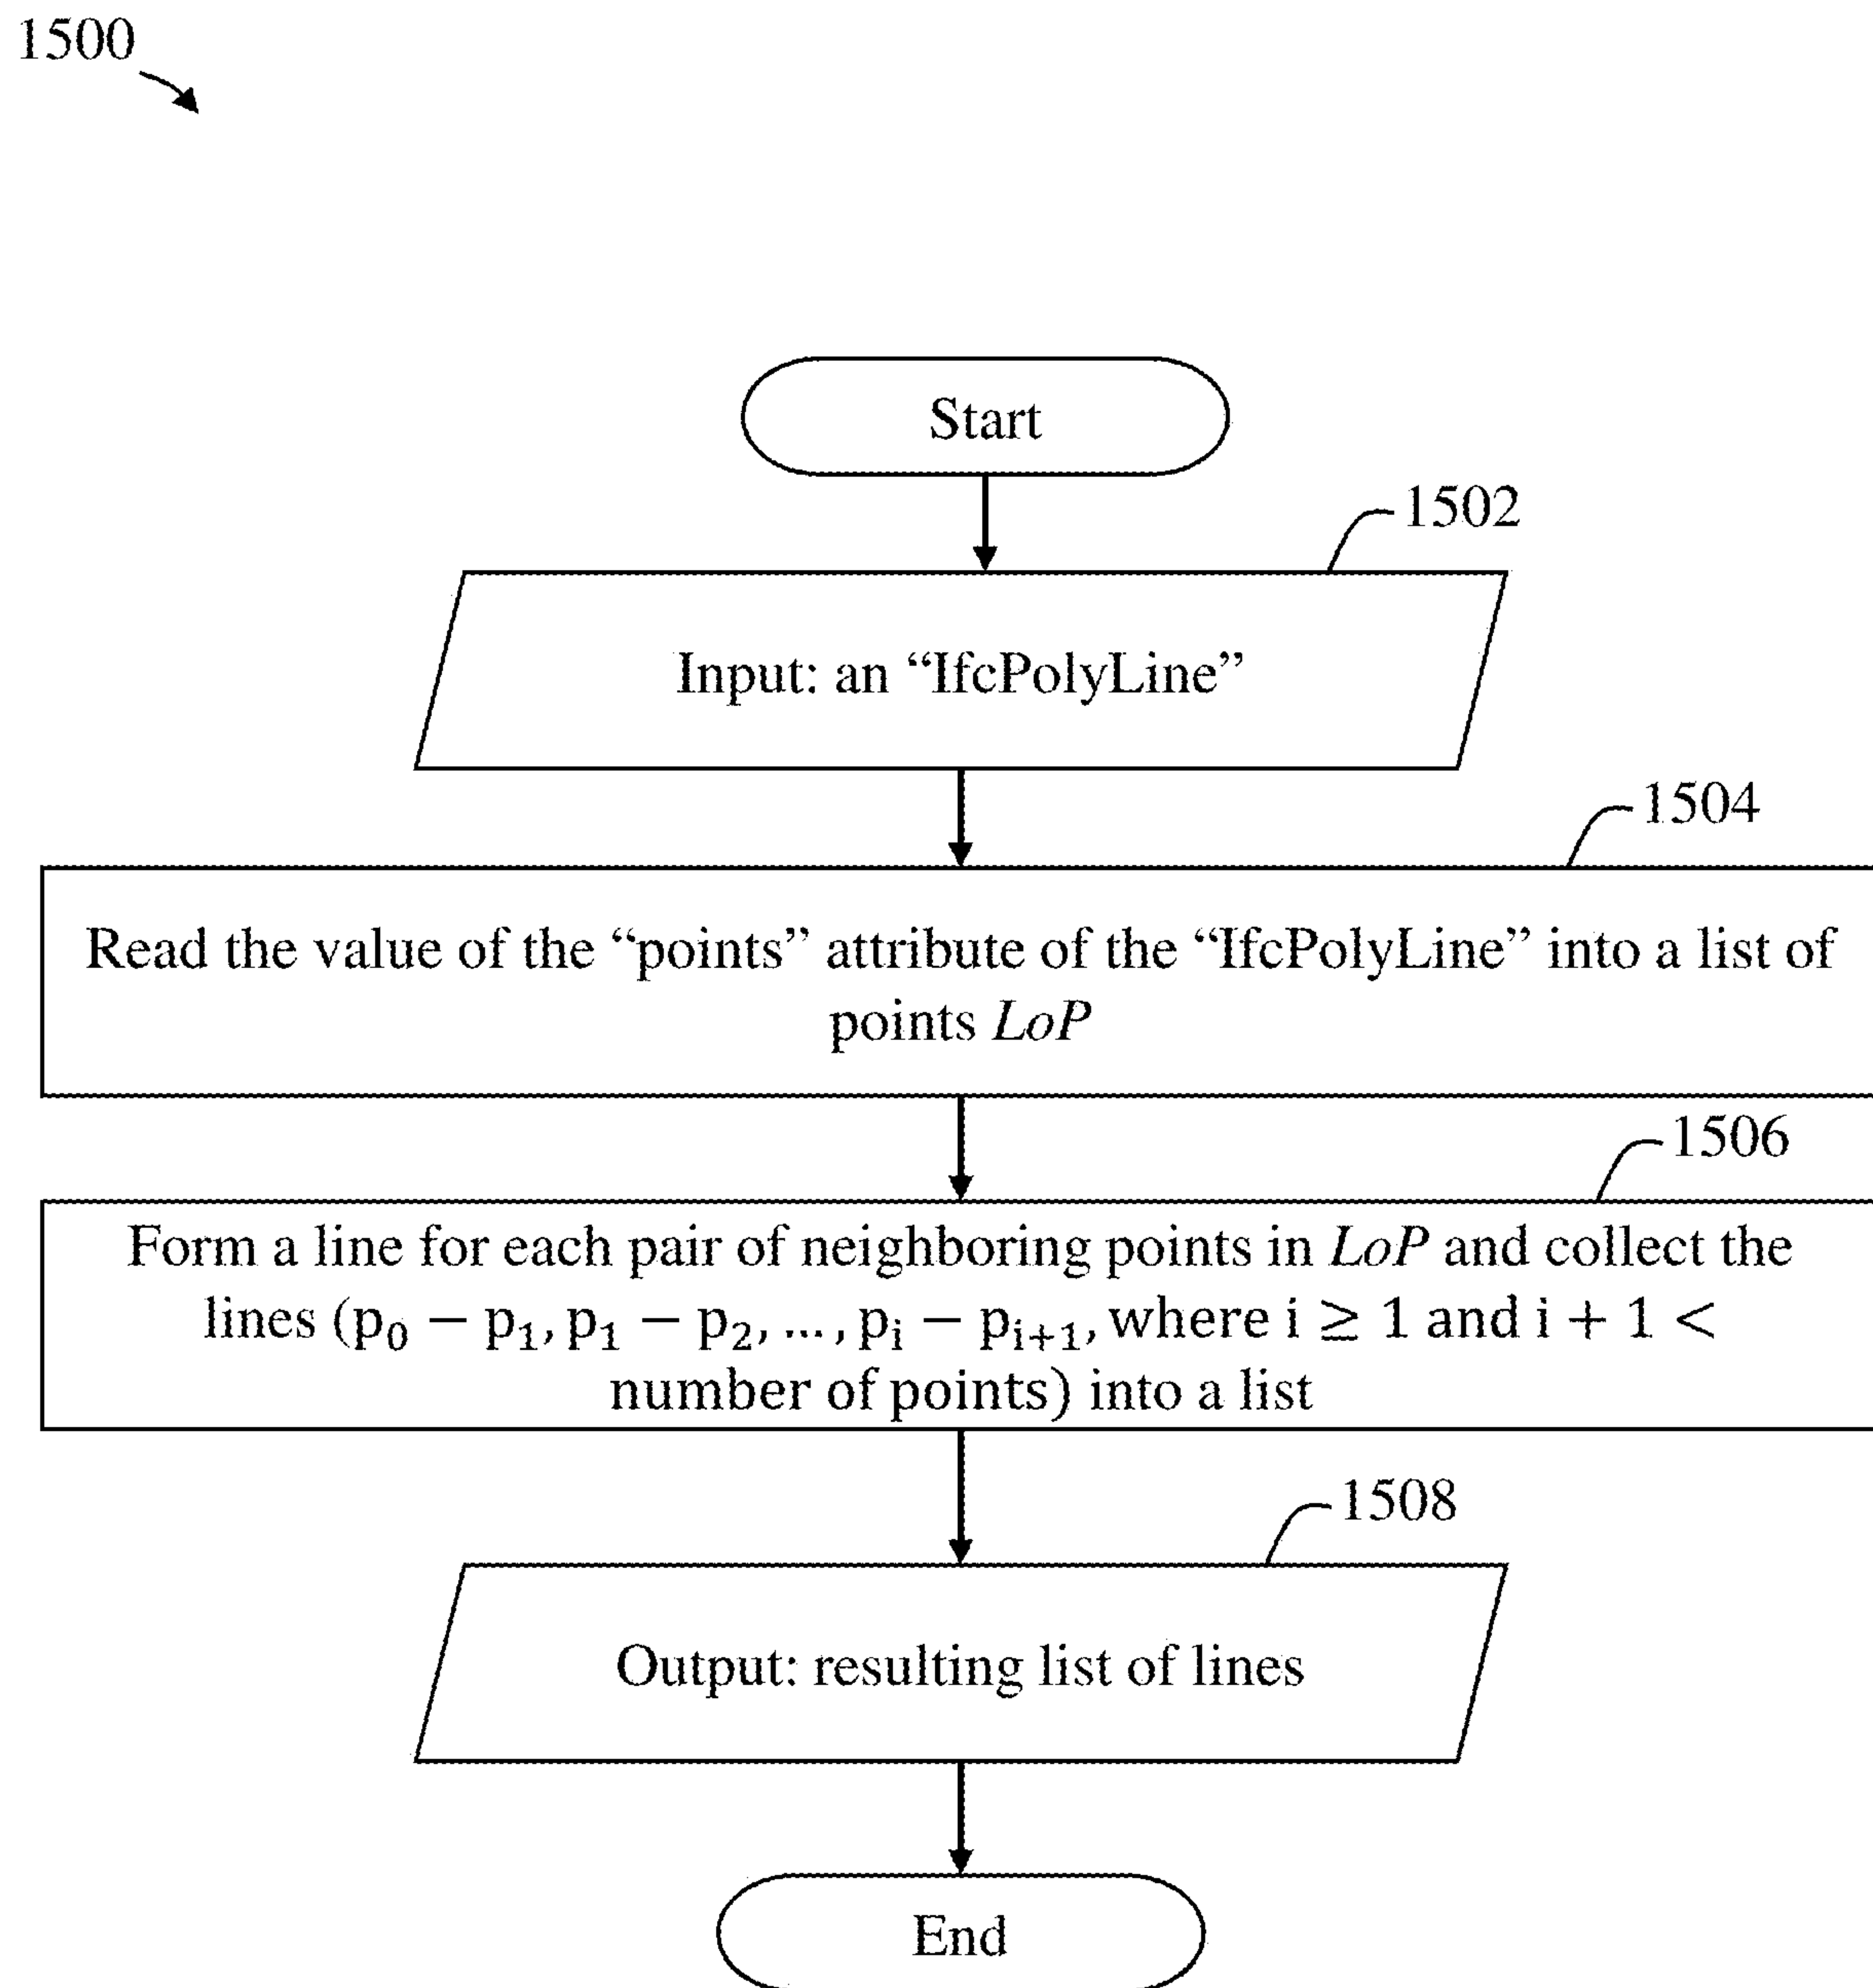 1500
Start
1502
Input: an “IfcPolyLine”
1504
Read the value of the “points” attribute of the “IfcPolyLine” into a list of
points LoP
1506
Form a line for each pair of neighboring points in LoP and collect the
lines (p₀ − p₁, p₁ − p₂, … , pᵢ − pᵢ₊₁, where i ≥ 1 and i + 1 <
number of points) into a list
1508
Output: resulting list of lines
End